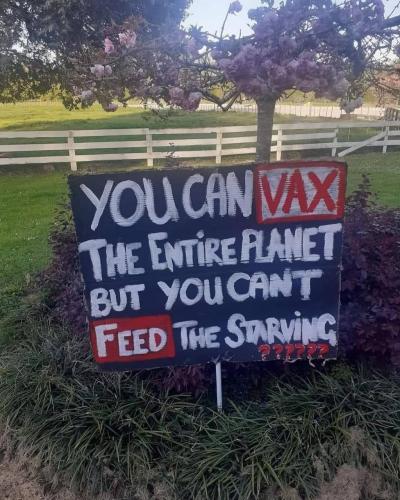 YOU CAN VAX
THE ENTIRE PLANET
BUT YOU CANT
FEED THE STARVING
??????